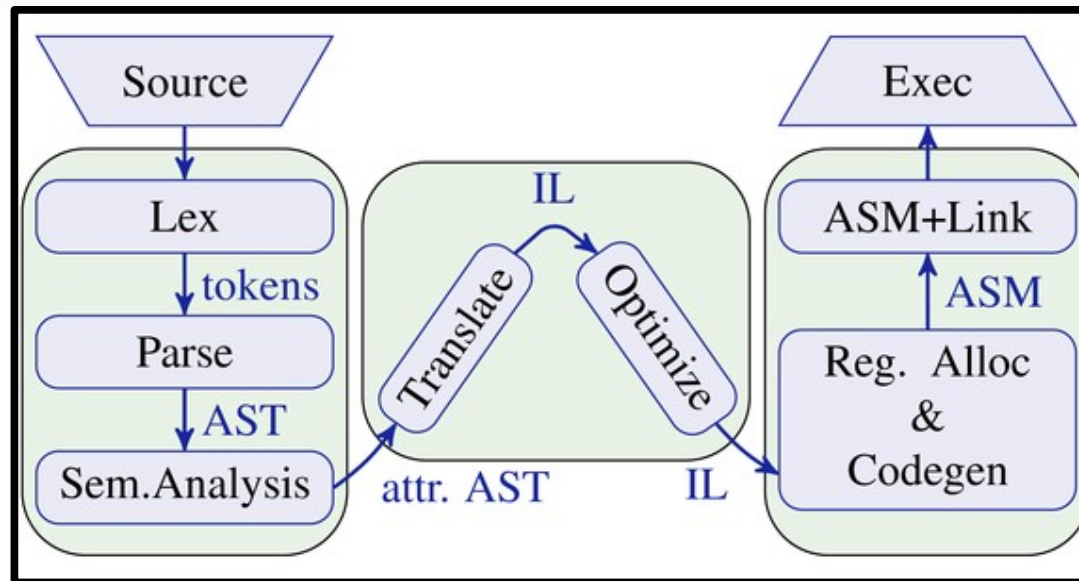 Source
Lex
tokens
Parse
AST
Sem.Analysis
attr. AST
Translate
IL
Optimize
IL
Reg. Alloc
&
Codegen
ASM
ASM+Link
Exec